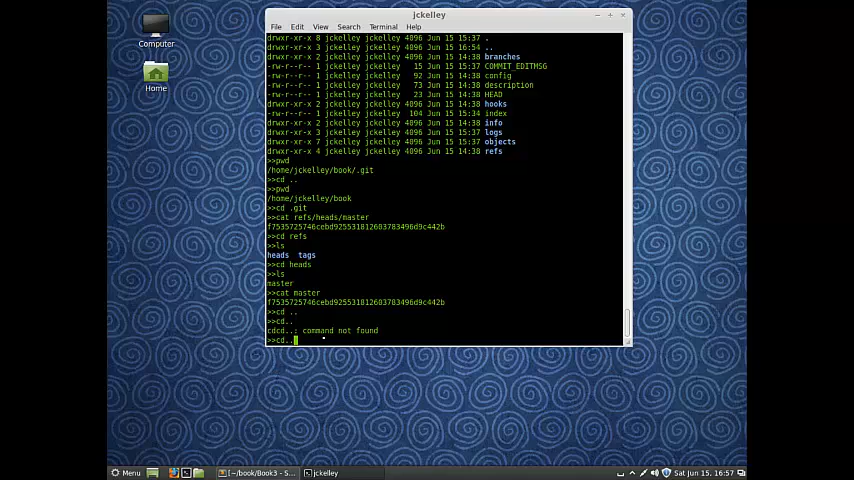 jckelley
File Edit View Search Terminal Help
Computer
Home
drwxr-xr-x 8 jckelley jckelley 4096 Jun 15 15:37 .
drwxr-xr-x 3 jckelley jckelley 4096 Jun 15 16:54 ..
drwxr-xr-x 2 jckelley jckelley 4096 Jun 15 14:38 branches
-rw-r--r-- 1 jckelley jckelley 15 Jun 15 15:37 COMMIT_EDITMSG
-rw-r--r-- 1 jckelley jckelley 92 Jun 15 14:38 config
-rw-r--r-- 1 jckelley jckelley 73 Jun 15 14:38 description
-rw-r--r-- 1 jckelley jckelley 23 Jun 15 14:38 HEAD
drwxr-xr-x 2 jckelley jckelley 4096 Jun 15 14:38 hooks
-rw-r--r-- 1 jckelley jckelley 104 Jun 15 15:34 index
drwxr-xr-x 2 jckelley jckelley 4096 Jun 15 14:38 info
drwxr-xr-x 3 jckelley jckelley 4096 Jun 15 15:37 logs
drwxr-xr-x 7 jckelley jckelley 4096 Jun 15 15:37 objects
drwxr-xr-x 4 jckelley jckelley 4096 Jun 15 14:38 refs
>>pwd
/home/jckelley/book/.git
>>cd ..
>>pwd
/home/jckelley/book
>>cd .git
>>cat refs/heads/master
f7535725746cebd925531812603783496d9c442b
>>cd refs
>>ls
heads tags
>>cd heads
>>ls
master
>>cat master
f7535725746cebd925531812603783496d9c442b
>>cd ..
>>cd..
cdcd..: command not found
>>cd..
Menu
[~/book/Book3 - S...
jckelley
Sat Jun 15, 16:57